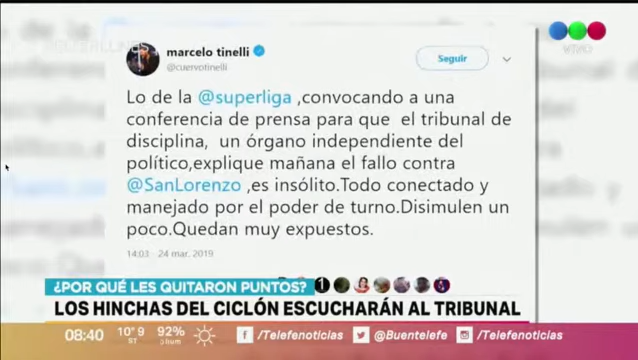 marcelo tinelli
@cuervotinelli
Seguir
VIVO
Lo de la @superliga ,convocando a una
conferencia de prensa para que el tribunal de
disciplina, un órgano independiente del
político,explique mañana el fallo contra
@SanLorenzo ,es insólito.Todo conectado y
manejado por el poder de turno.Disimulen un
poco.Quedan muy expuestos.
14:03 - 24 mar. 2019
1
¿POR QUÉ LES QUITARON PUNTOS?
LOS HINCHAS DEL CICLÓN ESCUCHARÁN AL TRIBUNAL
08:40 10°9 ST 92% /Telefenoticias @Buentelefe /Telefenoticias